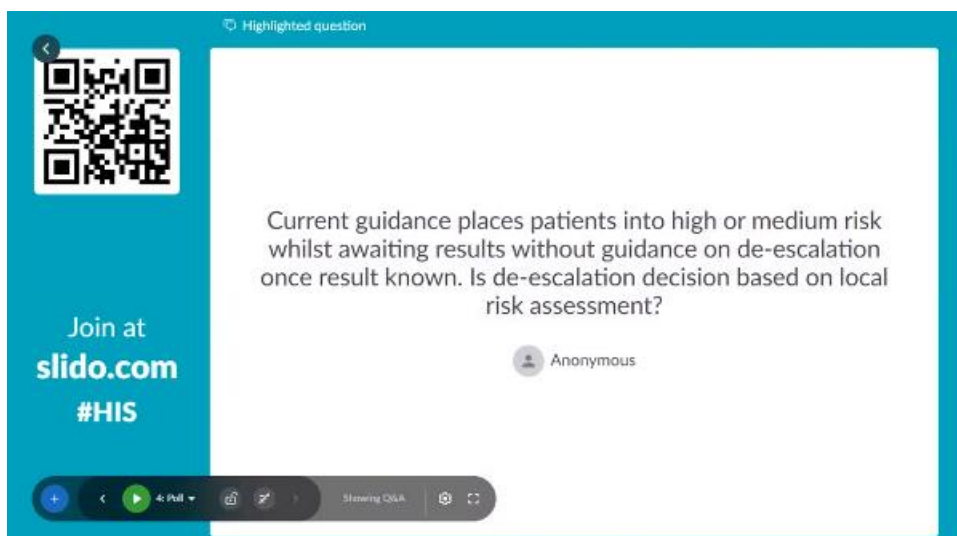 Highlighted question
Current guidance places patients into high or medium risk
whilst awaiting results without guidance on de-escalation
once result known. Is de-escalation decision based on local
risk assessment?
Anonymous
Join at
slido.com
#HIS
4: Poll
Showing Q&A